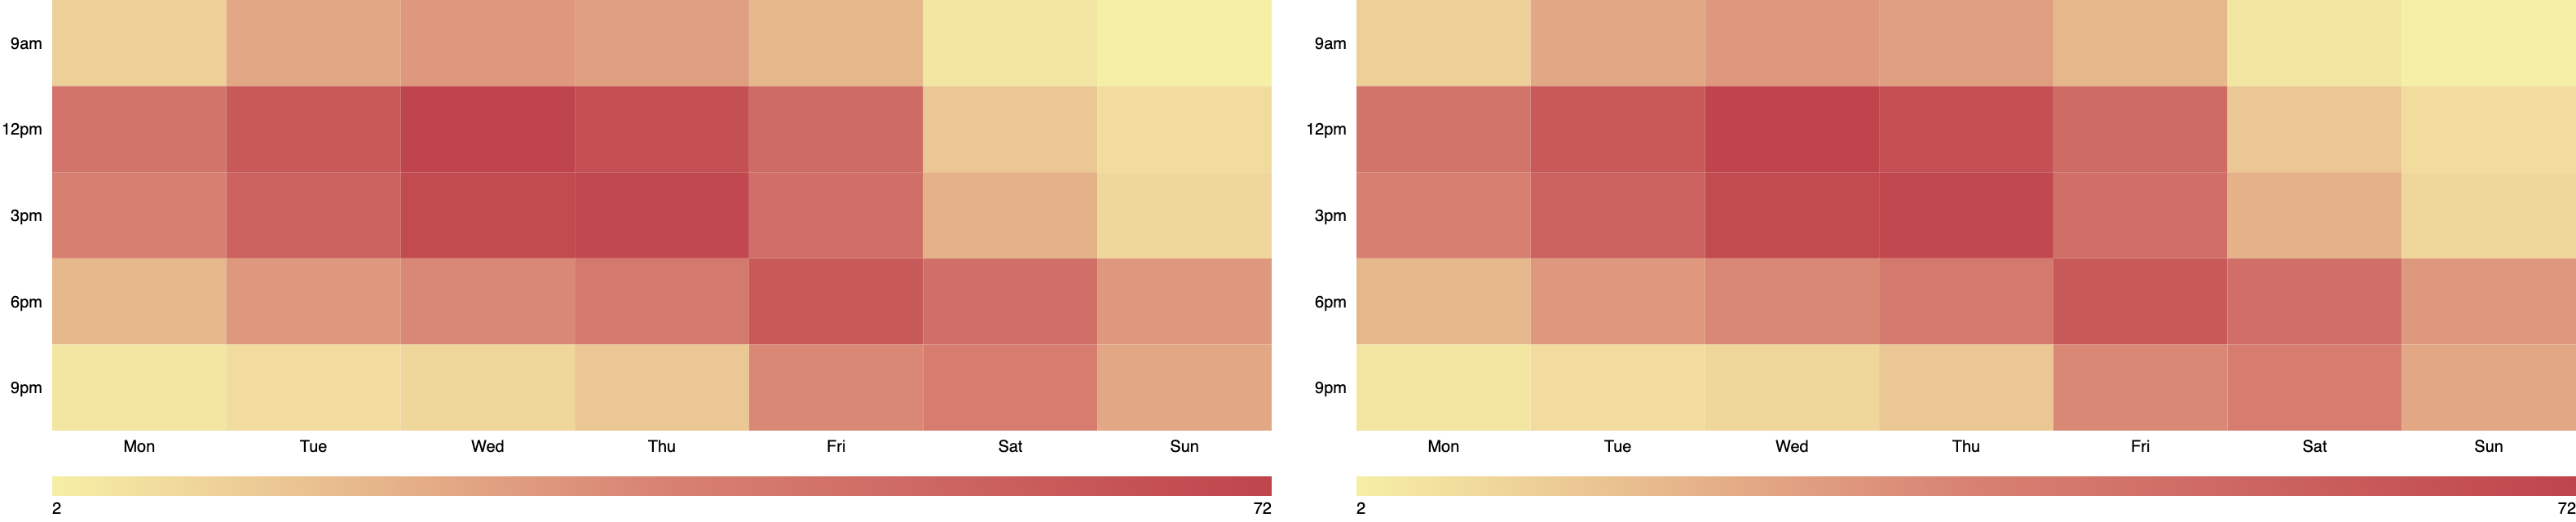 9am 9am
12pm 12pm
3pm 3pm
6pm 6pm
9pm 9pm
Mon Tue Wed Thu Fri Sat Sun Mon Tue Wed Thu Fri Sat Sun
2 72 2 72